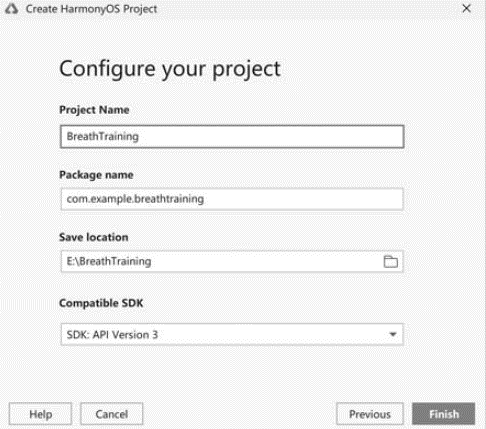 Create HarmonyOS Project
Configure your project
Project Name
BreathTraining
Package name
com.example.breathtraining
Save location
E:\BreathTraining
Compatible SDK
SDK: API Version 3
Help Cancel Previous Finish